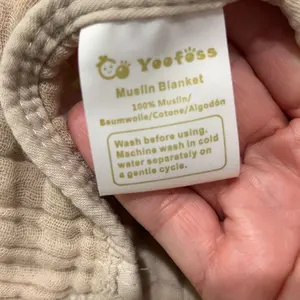 Yoofoss
Muslin Blanket
100% Muslin/
Baumwolle/Cotone/Algodón
Wash before using.
Machine wash in cold
water separately on
a gentle cycle.